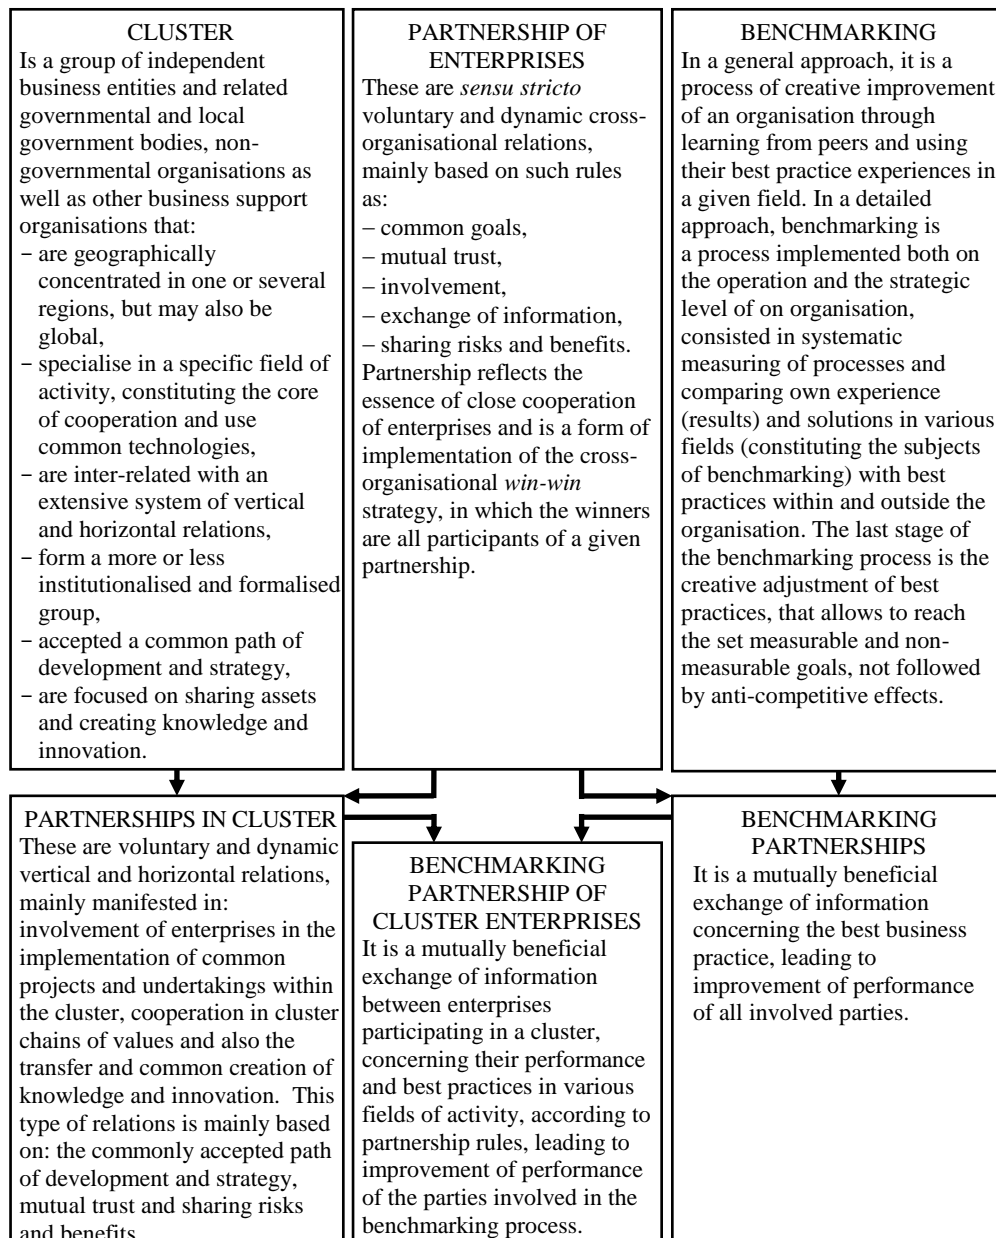 CLUSTER
Is a group of independent
business entities and related
governmental and local
government bodies, non-
governmental organisations as
well as other business support
organisations that:
− are geographically
concentrated in one or several
regions, but may also be
global,
− specialise in a specific field of
activity, constituting the core
of cooperation and use
common technologies,
− are inter-related with an
extensive system of vertical
and horizontal relations,
− form a more or less
institutionalised and formalised
group,
− accepted a common path of
development and strategy,
− are focused on sharing assets
and creating knowledge and
innovation.
PARTNERSHIP OF
ENTERPRISES
These are sensu stricto
voluntary and dynamic cross-
organisational relations,
mainly based on such rules
as:
− common goals,
− mutual trust,
− involvement,
− exchange of information,
− sharing risks and benefits.
Partnership reflects the
essence of close cooperation
of enterprises and is a form of
implementation of the cross-
organisational win-win
strategy, in which the winners
are all participants of a given
partnership.
BENCHMARKING
In a general approach, it is a
process of creative improvement
of an organisation through
learning from peers and using
their best practice experiences in
a given field. In a detailed
approach, benchmarking is
a process implemented both on
the operation and the strategic
level of on organisation,
consisted in systematic
measuring of processes and
comparing own experience
(results) and solutions in various
fields (constituting the subjects
of benchmarking) with best
practices within and outside the
organisation. The last stage of
the benchmarking process is the
creative adjustment of best
practices, that allows to reach
the set measurable and non-
measurable goals, not followed
by anti-competitive effects.
PARTNERSHIPS IN CLUSTER
These are voluntary and dynamic
vertical and horizontal relations,
mainly manifested in:
involvement of enterprises in the
implementation of common
projects and undertakings within
the cluster, cooperation in cluster
chains of values and also the
transfer and common creation of
knowledge and innovation. This
type of relations is mainly based
on: the commonly accepted path
of development and strategy,
mutual trust and sharing risks
and benefits
BENCHMARKING
PARTNERSHIP OF
CLUSTER ENTERPRISES
It is a mutually beneficial
exchange of information
between enterprises
participating in a cluster,
concerning their performance
and best practices in various
fields of activity, according to
partnership rules, leading to
improvement of performance
of the parties involved in the
benchmarking process.
BENCHMARKING
PARTNERSHIPS
It is a mutually beneficial
exchange of information
concerning the best business
practice, leading to
improvement of performance
of all involved parties.